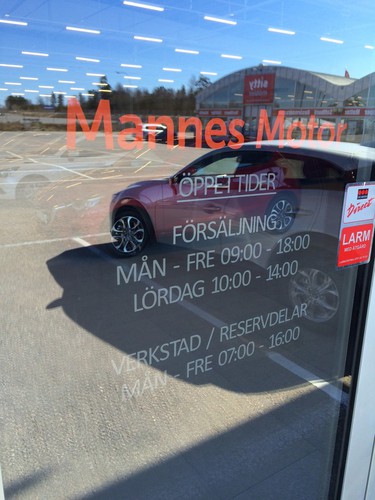 Mannes Motor
ÖPPETTIDER
FÖRSÄLJNING
MÅN - FRE 09:00 - 18:00
LÖRDAG 10:00 - 14:00
VERKSTAD / RESERVDELAR
MÅN - FRE 07:00 - 16:00
Direct
LARM